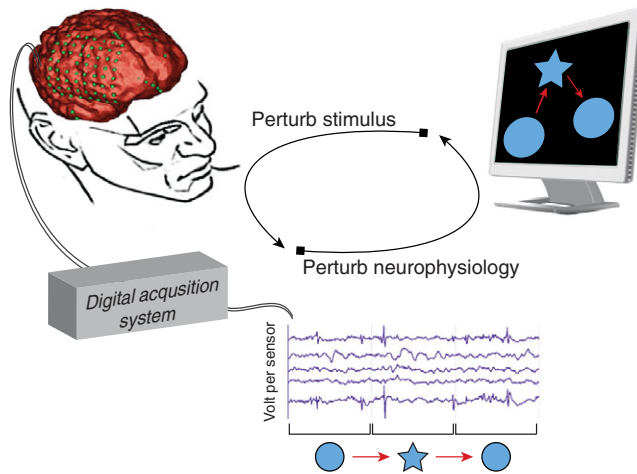 Perturb stimulus
Perturb neurophysiology
Digital acqusition
system
Volt per sensor